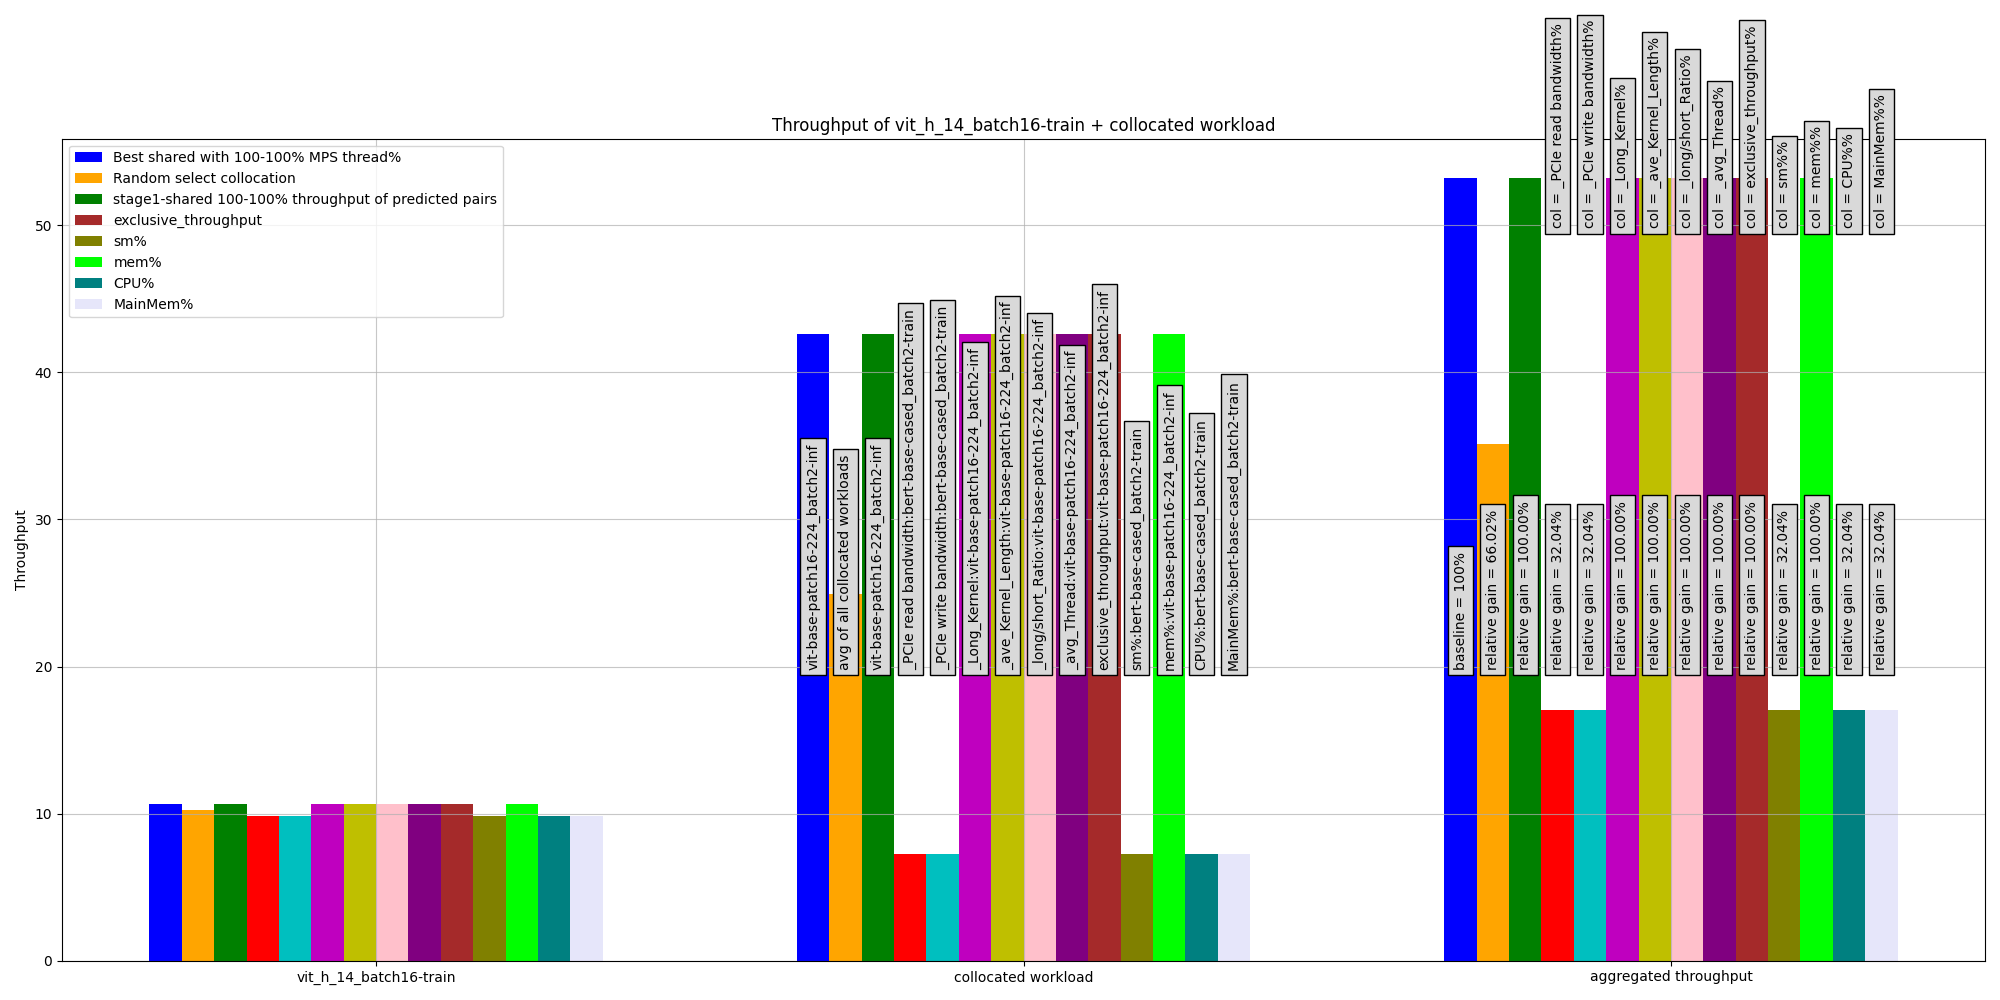 col = _PCIe read bandwidth%
col = _PCIe write bandwidth%
col = _Long_Kernel%
col = _ave_Kernel_Length%
col = _long/short_Ratio%
col = _avg_Thread%
col = exclusive_throughput%
col = sm%%
col = mem%%
col = CPU%%
col = MainMem%%
Throughput of vit_h_14_batch16-train + collocated workload
Best shared with 100-100% MPS thread%
Random select collocation
stage1-shared 100-100% throughput of predicted pairs
exclusive_throughput
sm%
mem%
CPU%
MainMem%
Throughput
50
40
30
20
10
0
vit-base-patch16-224_batch2-inf
avg of all collocated workloads
vit-base-patch16-224_batch2-inf
_PCIe read bandwidth:bert-base-cased_batch2-train
_PCIe write bandwidth:bert-base-cased_batch2-train
_Long_Kernel:vit-base-patch16-224_batch2-inf
_ave_Kernel_Length:vit-base-patch16-224_batch2-inf
_long/short_Ratio:vit-base-patch16-224_batch2-inf
_avg_Thread:vit-base-patch16-224_batch2-inf
exclusive_throughput:vit-base-patch16-224_batch2-inf
sm%:bert-base-cased_batch2-train
mem%:vit-base-patch16-224_batch2-inf
CPU%:bert-base-cased_batch2-train
MainMem%:bert-base-cased_batch2-train
baseline = 100%
relative gain = 66.02%
relative gain = 100.00%
relative gain = 32.04%
relative gain = 32.04%
relative gain = 100.00%
relative gain = 100.00%
relative gain = 100.00%
relative gain = 100.00%
relative gain = 100.00%
relative gain = 32.04%
relative gain = 100.00%
relative gain = 32.04%
relative gain = 32.04%
vit_h_14_batch16-train
collocated workload
aggregated throughput